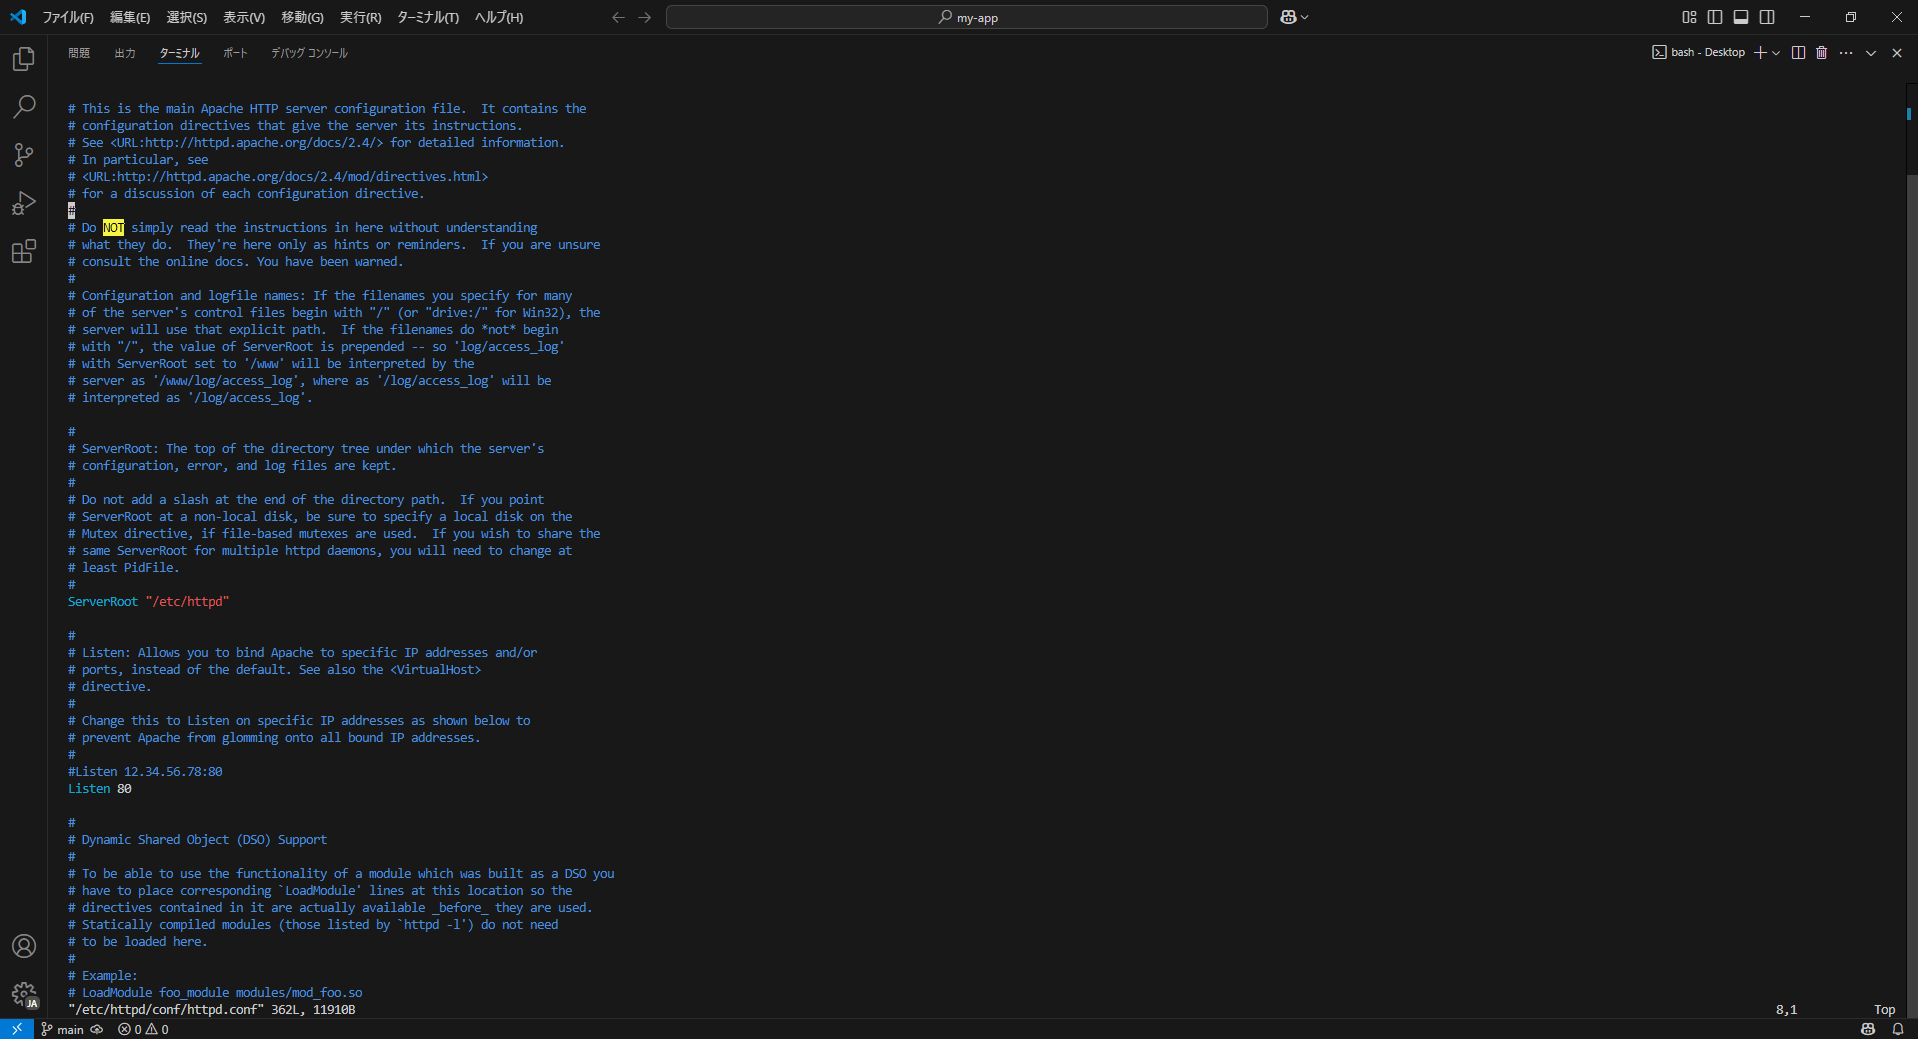 ファイル(F) 編集(E) 選択(S) 表示(V) 移動(G) 実行(R) ターミナル(T) ヘルプ(H) my-app
問題 出力 ターミナル ポート デバッグ コンソール bash - Desktop
# This is the main Apache HTTP server configuration file.  It contains the
# configuration directives that give the server its instructions.
# See <URL:http://httpd.apache.org/docs/2.4/> for detailed information.
# In particular, see
# <URL:http://httpd.apache.org/docs/2.4/mod/directives.html>
# for a discussion of each configuration directive.
#
# Do NOT simply read the instructions in here without understanding
# what they do.  They're here only as hints or reminders.  If you are unsure
# consult the online docs. You have been warned.
#
# Configuration and logfile names: If the filenames you specify for many
# of the server's control files begin with "/" (or "drive:/" for Win32), the
# server will use that explicit path.  If the filenames do *not* begin
# with "/", the value of ServerRoot is prepended -- so 'log/access_log'
# with ServerRoot set to '/www' will be interpreted by the
# server as '/www/log/access_log', where as '/log/access_log' will be
# interpreted as '/log/access_log'.
#
# ServerRoot: The top of the directory tree under which the server's
# configuration, error, and log files are kept.
#
# Do not add a slash at the end of the directory path.  If you point
# ServerRoot at a non-local disk, be sure to specify a local disk on the
# Mutex directive, if file-based mutexes are used.  If you wish to share the
# same ServerRoot for multiple httpd daemons, you will need to change at
# least PidFile.
#
ServerRoot "/etc/httpd"
#
# Listen: Allows you to bind Apache to specific IP addresses and/or
# ports, instead of the default. See also the <VirtualHost>
# directive.
#
# Change this to Listen on specific IP addresses as shown below to
# prevent Apache from glomming onto all bound IP addresses.
#
#Listen 12.34.56.78:80
Listen 80
#
# Dynamic Shared Object (DSO) Support
#
# To be able to use the functionality of a module which was built as a DSO you
# have to place corresponding `LoadModule' lines at this location so the
# directives contained in it are actually available _before_ they are used.
# Statically compiled modules (those listed by `httpd -l') do not need
# to be loaded here.
#
# Example:
# LoadModule foo_module modules/mod_foo.so
"/etc/httpd/conf/httpd.conf" 362L, 11910B 8,1 Top
JA
main 0 0